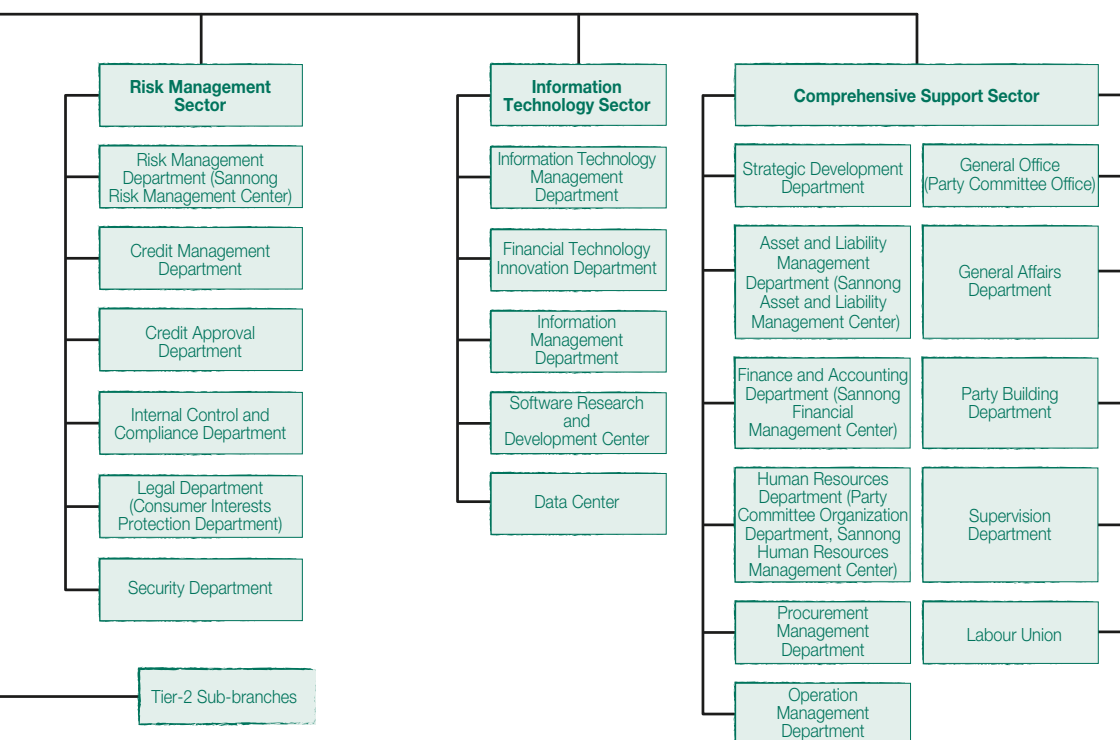 Risk Management
Sector
Risk Management
Department (Sannong
Risk Management Center)
Credit Management
Department
Credit Approval
Department
Internal Control and
Compliance Department
Legal Department
(Consumer Interests
Protection Department)
Security Department
Tier-2 Sub-branches
Information
Technology Sector
Information Technology
Management
Department
Financial Technology
Innovation Department
Information
Management
Department
Software Research
and
Development Center
Data Center
Comprehensive Support Sector
Strategic Development
Department
Asset and Liability
Management
Department (Sannong
Asset and Liability
Management Center)
Finance and Accounting
Department (Sannong
Financial
Management Center)
Human Resources
Department (Party
Committee Organization
Department, Sannong
Human Resources
Management Center)
Procurement
Management
Department
Operation
Management
Department
General Office
(Party Committee Office)
General Affairs
Department
Party Building
Department
Supervision
Department
Labour Union